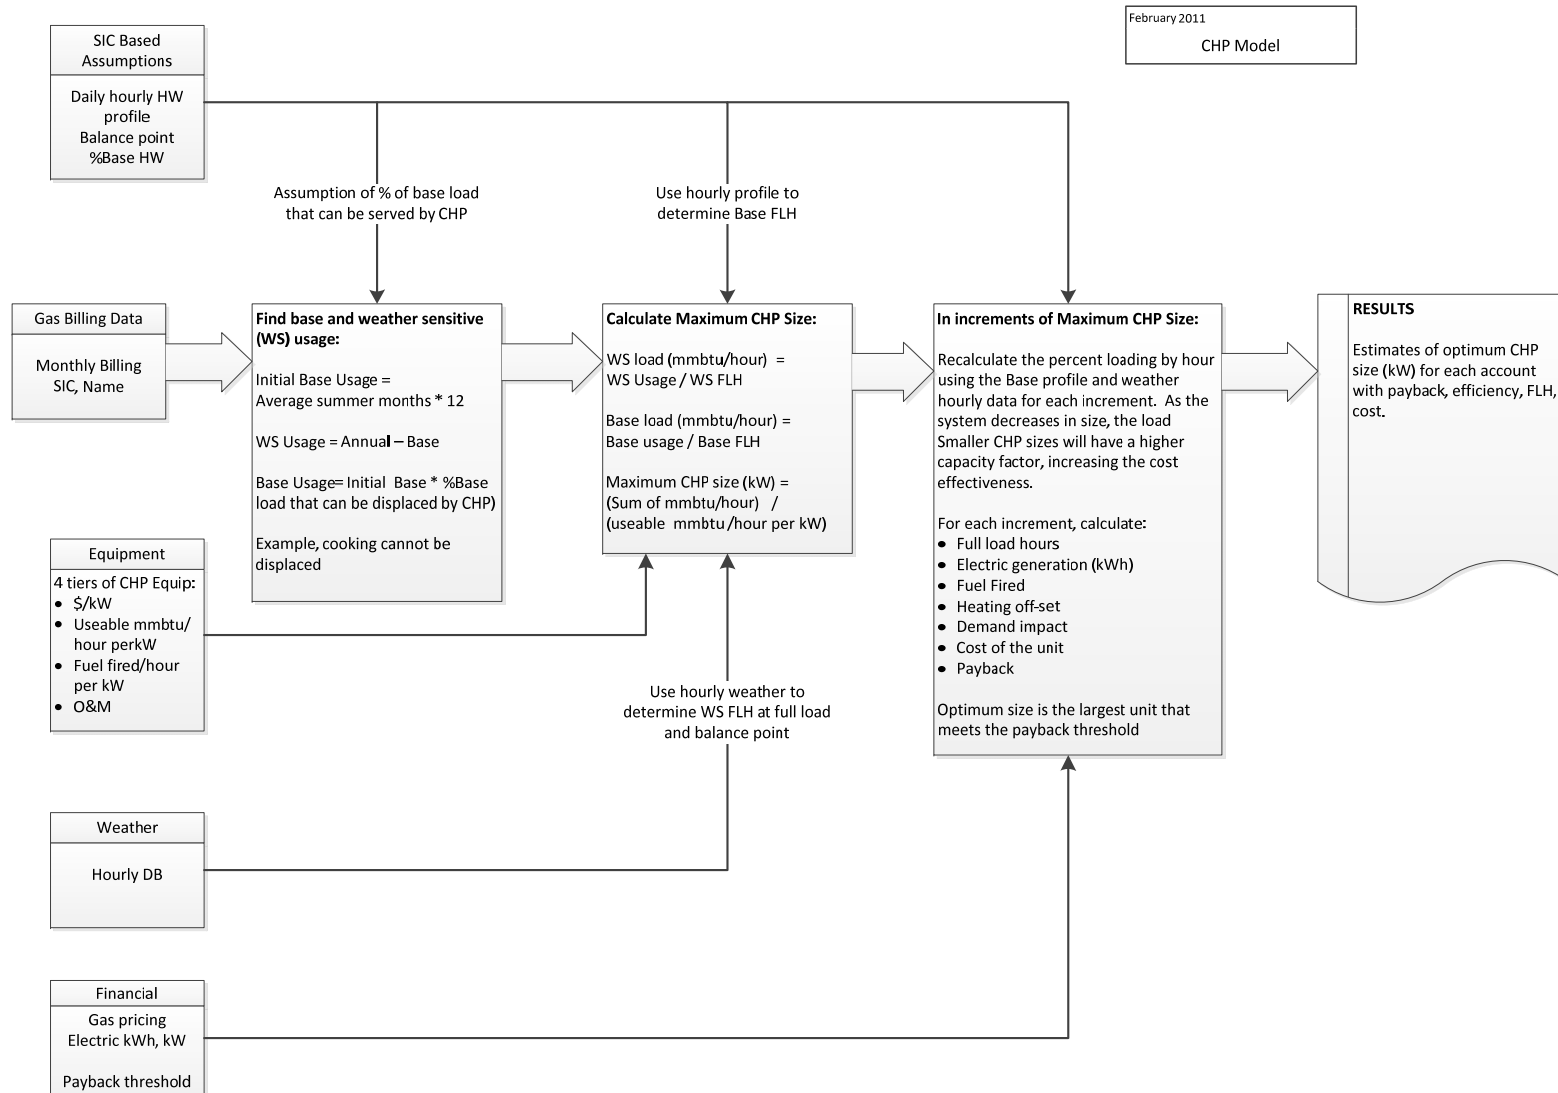 February 2011
CHP Model
SIC Based
Assumptions
Daily hourly HW
profile
Balance point
%Base HW
Assumption of % of base load
that can be served by CHP
Use hourly profile to
determine Base FLH
Gas Billing Data
Monthly Billing
SIC, Name
Find base and weather sensitive
(WS) usage:
Initial Base Usage =
Average summer months * 12
WS Usage = Annual – Base
Base Usage= Initial Base * %Base
load that can be displaced by CHP)
Example, cooking cannot be
displaced
Calculate Maximum CHP Size:
WS load (mmbtu/hour) =
WS Usage / WS FLH
Base load (mmbtu/hour) =
Base usage / Base FLH
Maximum CHP size (kW) =
(Sum of mmbtu/hour) /
(useable mmbtu/hour per kW)
In increments of Maximum CHP Size:
Recalculate the percent loading by hour
using the Base profile and weather
hourly data for each increment. As the
system decreases in size, the load
Smaller CHP sizes will have a higher
capacity factor, increasing the cost
effectiveness.
For each increment, calculate:
• Full load hours
• Electric generation (kWh)
• Fuel Fired
• Heating off-set
• Demand impact
• Cost of the unit
• Payback
Optimum size is the largest unit that
meets the payback threshold
RESULTS
Estimates of optimum CHP
size (kW) for each account
with payback, efficiency, FLH,
cost.
Equipment
4 tiers of CHP Equip:
• $/kW
• Useable mmbtu/
hour perkW
• Fuel fired/hour
per kW
• O&M
Use hourly weather to
determine WS FLH at full load
and balance point
Weather
Hourly DB
Financial
Gas pricing
Electric kWh, kW
Payback threshold